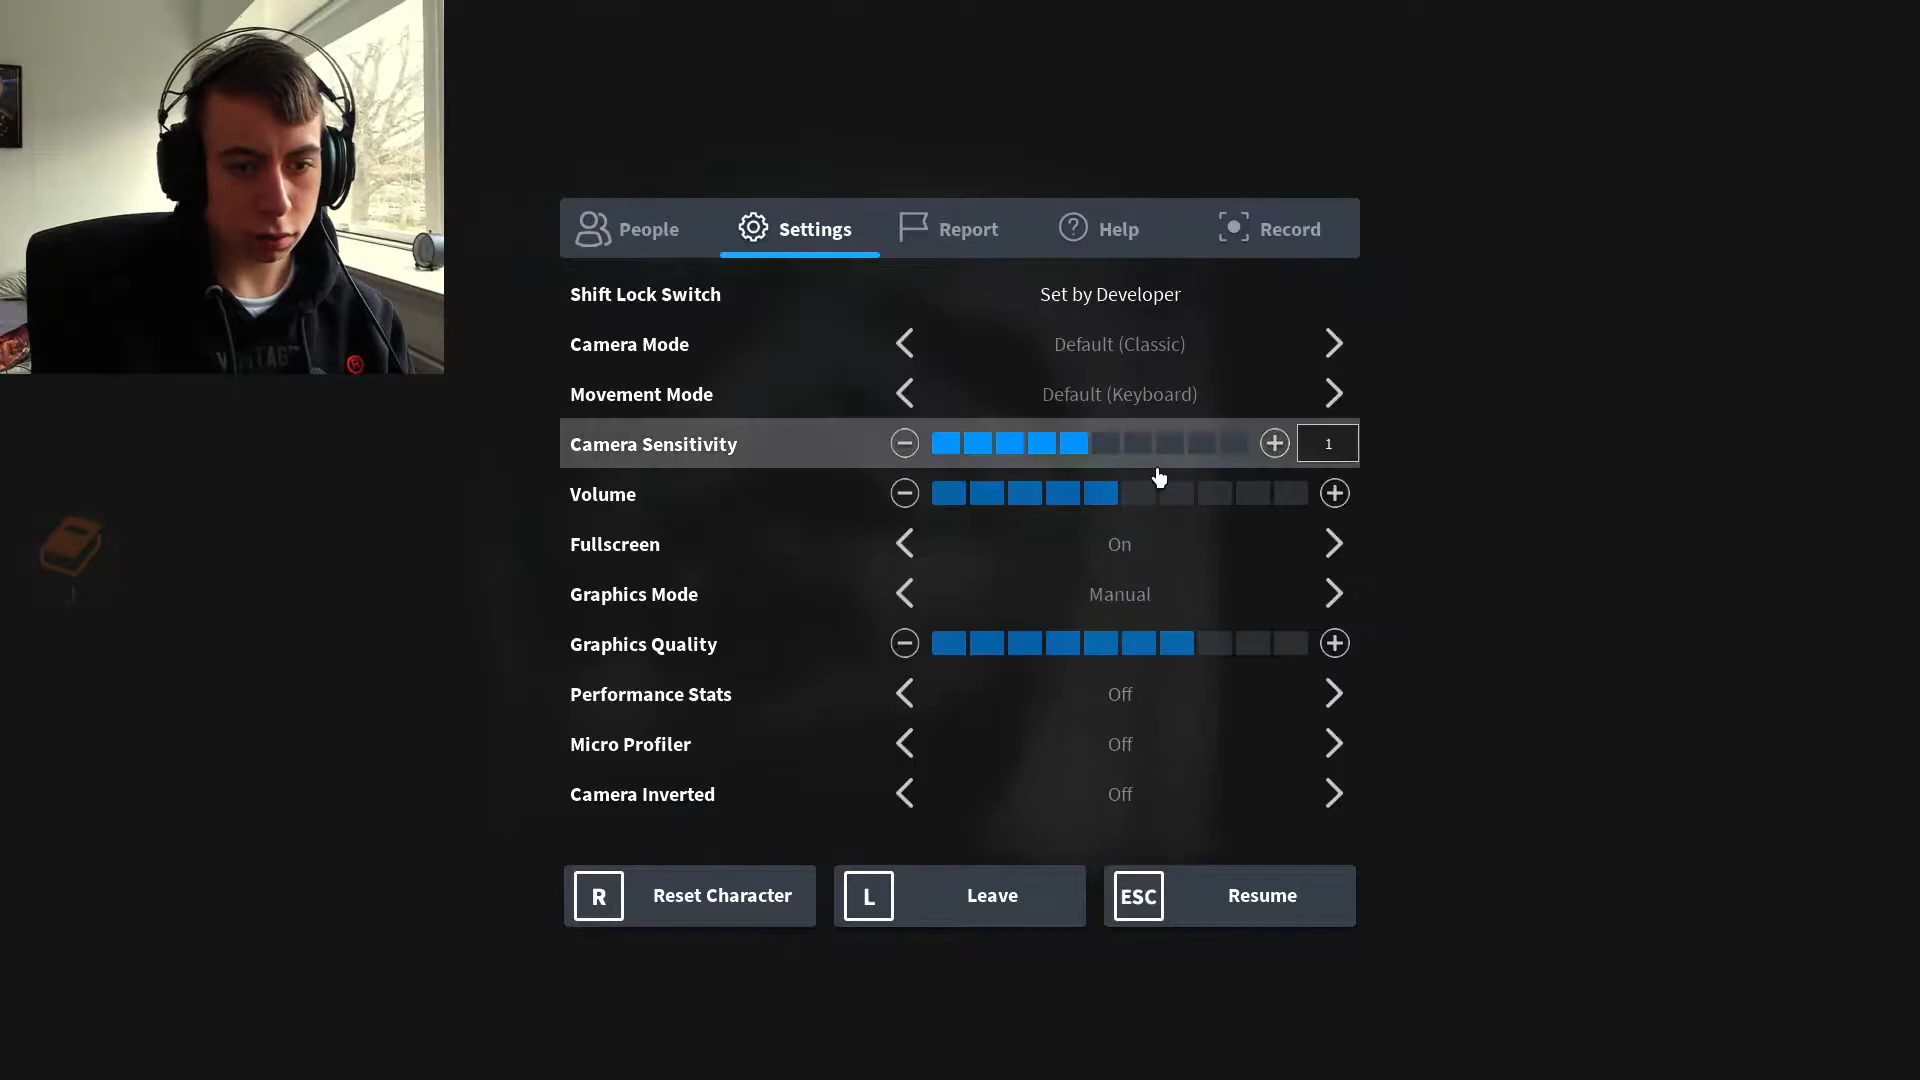 People
Settings
Report
Help
Record
Shift Lock Switch Set by Developer
Camera Mode Default (Classic)
Movement Mode Default (Keyboard)
Camera Sensitivity 1
Volume
Fullscreen On
Graphics Mode Manual
Graphics Quality
Performance Stats Off
Micro Profiler Off
Camera Inverted Off
R Reset Character
L Leave
ESC Resume